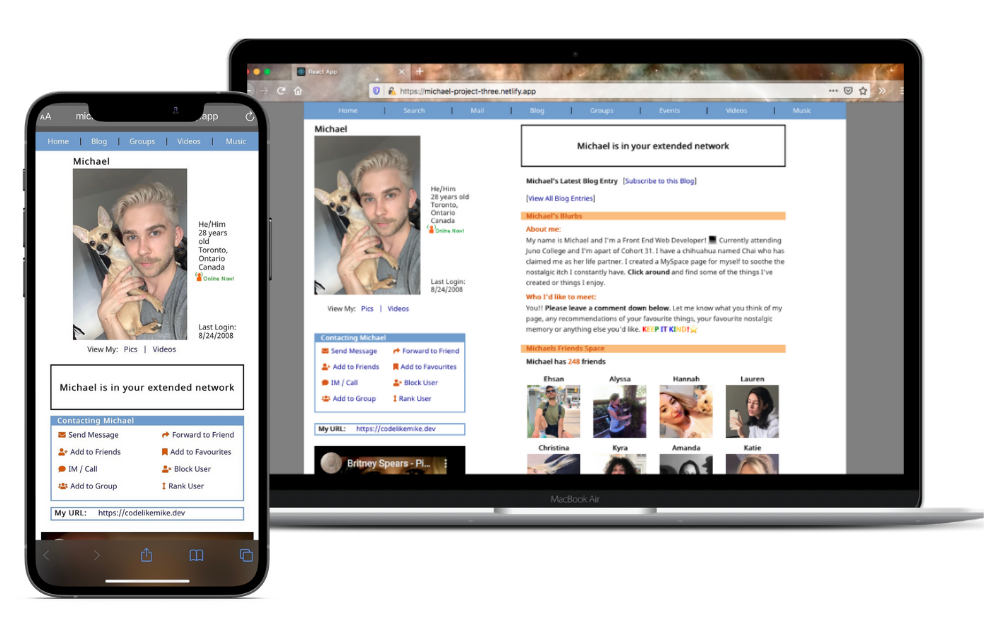 React App
https://michael-project-three.netlify.app
Home | Search | Mail | Blog | Groups | Events | Videos | Music
Michael
He/Him
28 years old
Toronto,
Ontario
Canada
Online Now!
Last Login:
8/24/2008
View My: Pics | Videos
Contacting Michael
Send Message
Forward to Friend
Add to Friends
Add to Favourites
IM / Call
Block User
Add to Group
Rank User
My URL: https://codelikemike.dev
Britney Spears - Pi...
Michael is in your extended network
Michael's Latest Blog Entry [Subscribe to this Blog]
[View All Blog Entries]
Michael's Blurbs
About me:
My name is Michael and I'm a Front End Web Developer! Currently attending
Juno College and I'm apart of Cohort 31. I have a chihuahua named Chai who has
claimed me as her life partner. I created a MySpace page for myself to soothe the
nostalgic itch I constantly have. Click around and find some of the things I've
created or things I enjoy.
Who I'd like to meet:
You!! Please leave a comment down below. Let me know what you think of my
page, any recommendations of your favourite things, your favourite nostalgic
memory or anything else you'd like. KEEP IT KIND!
Michaels Friends Space
Michael has 248 friends
Ehsan Alyssa Hannah Lauren
Christina Kyra Amanda Katie
MacBook Air
AA mic app
Home | Blog | Groups | Videos | Music
Michael
He/Him
28 years
old
Toronto,
Ontario
Canada
Online Now!
Last Login:
8/24/2008
View My: Pics | Videos
Michael is in your extended network
Contacting Michael
Send Message
Forward to Friend
Add to Friends
Add to Favourites
IM / Call
Block User
Add to Group
Rank User
My URL: https://codelikemike.dev